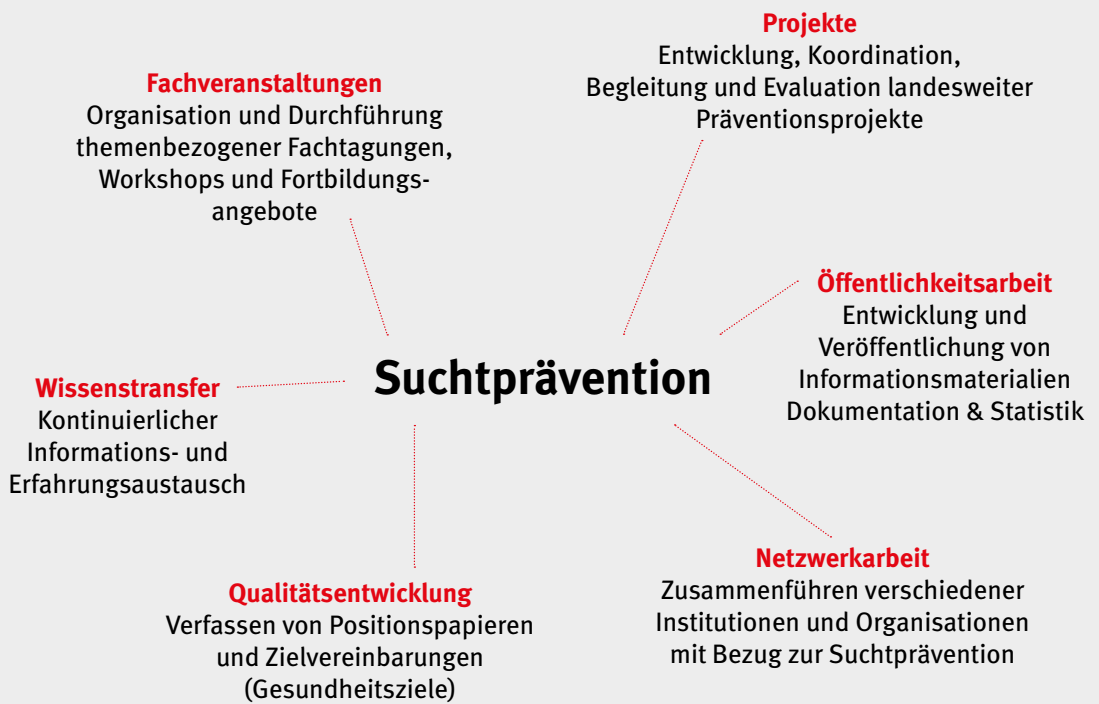 Projekte
Entwicklung, Koordination,
Begleitung und Evaluation landesweiter
Präventionsprojekte
Fachveranstaltungen
Organisation und Durchführung
themenbezogener Fachtagungen,
Workshops und Fortbildungs-
angebote
Öffentlichkeitsarbeit
Entwicklung und
Veröffentlichung von
Informationsmaterialien
Dokumentation & Statistik
Suchtprävention
Wissenstransfer
Kontinuierlicher
Informations- und
Erfahrungsaustausch
Netzwerkarbeit
Zusammenführen verschiedener
Institutionen und Organisationen
mit Bezug zur Suchtprävention
Qualitätsentwicklung
Verfassen von Positionspapieren
und Zielvereinbarungen
(Gesundheitsziele)